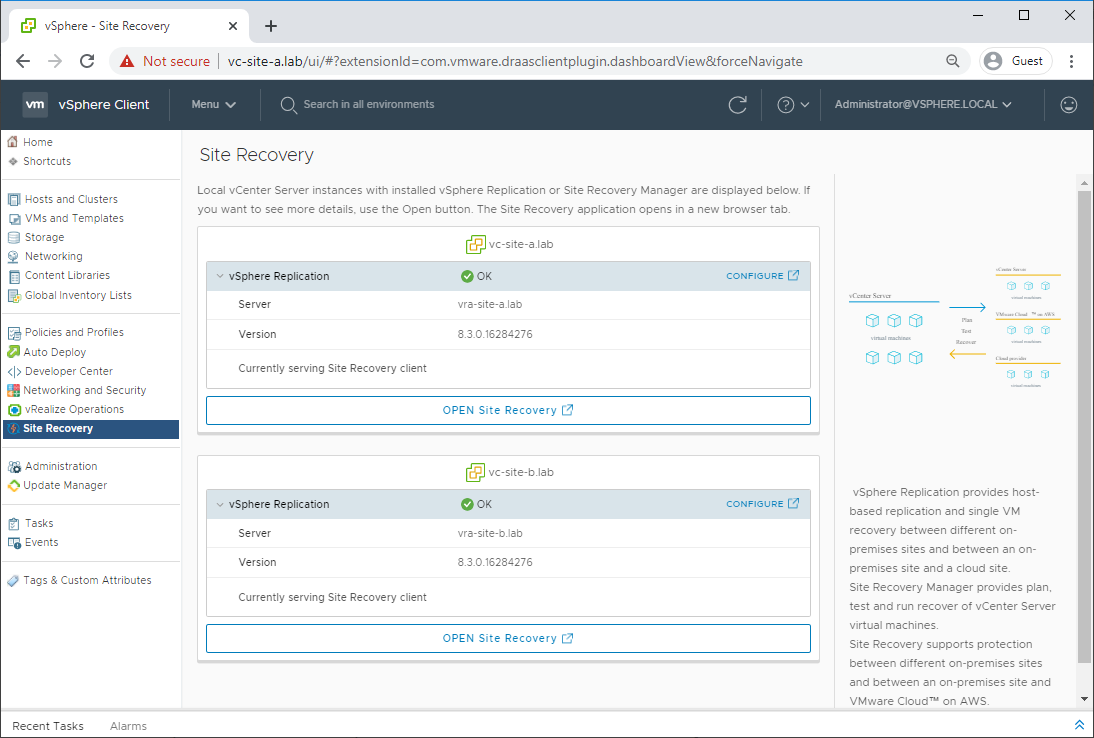 vSphere - Site Recovery
Not secure
vc-site-a.lab/ui/#?extensionId=com.vmware.draasclientplugin.dashboardView&forceNavigate
Guest
vm vSphere Client
Menu
Search in all environments
Administrator@VSPHERE.LOCAL
Home
Shortcuts
Hosts and Clusters
VMs and Templates
Storage
Networking
Content Libraries
Global Inventory Lists
Policies and Profiles
Auto Deploy
Developer Center
Networking and Security
vRealize Operations
Site Recovery
Administration
Update Manager
Tasks
Events
Tags & Custom Attributes
Site Recovery
Local vCenter Server instances with installed vSphere Replication or Site Recovery Manager are displayed below. If
you want to see more details, use the Open button. The Site Recovery application opens in a new browser tab.
vc-site-a.lab
vSphere Replication OK CONFIGURE
Server vra-site-a.lab
Version 8.3.0.16284276
Currently serving Site Recovery client
OPEN Site Recovery
vc-site-b.lab
vSphere Replication OK CONFIGURE
Server vra-site-b.lab
Version 8.3.0.16284276
Currently serving Site Recovery client
OPEN Site Recovery
vCenter Server
virtual machines
Plan
Test
Recover
vCenter Server
virtual machines
VMware Cloud ™ on AWS
virtual machines
Cloud provider
virtual machines
vSphere Replication provides host-
based replication and single VM
recovery between different on-
premises sites and between an on-
premises site and a cloud site.
Site Recovery Manager provides plan,
test and run recover of vCenter Server
virtual machines.
Site Recovery supports protection
between different on-premises sites
and between an on-premises site and
VMware Cloud™ on AWS.
Recent Tasks
Alarms